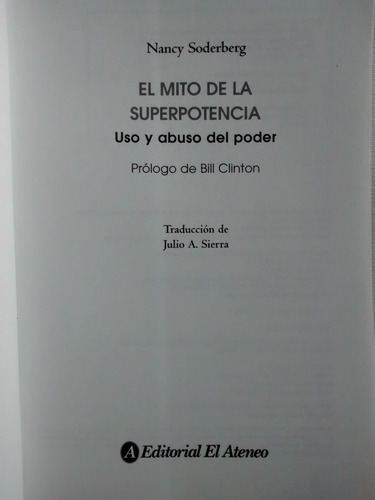 Nancy Soderberg
EL MITO DE LA
SUPERPOTENCIA
Uso y abuso del poder
Prólogo de Bill Clinton
Traducción de
Julio A. Sierra
A Editorial El Ateneo